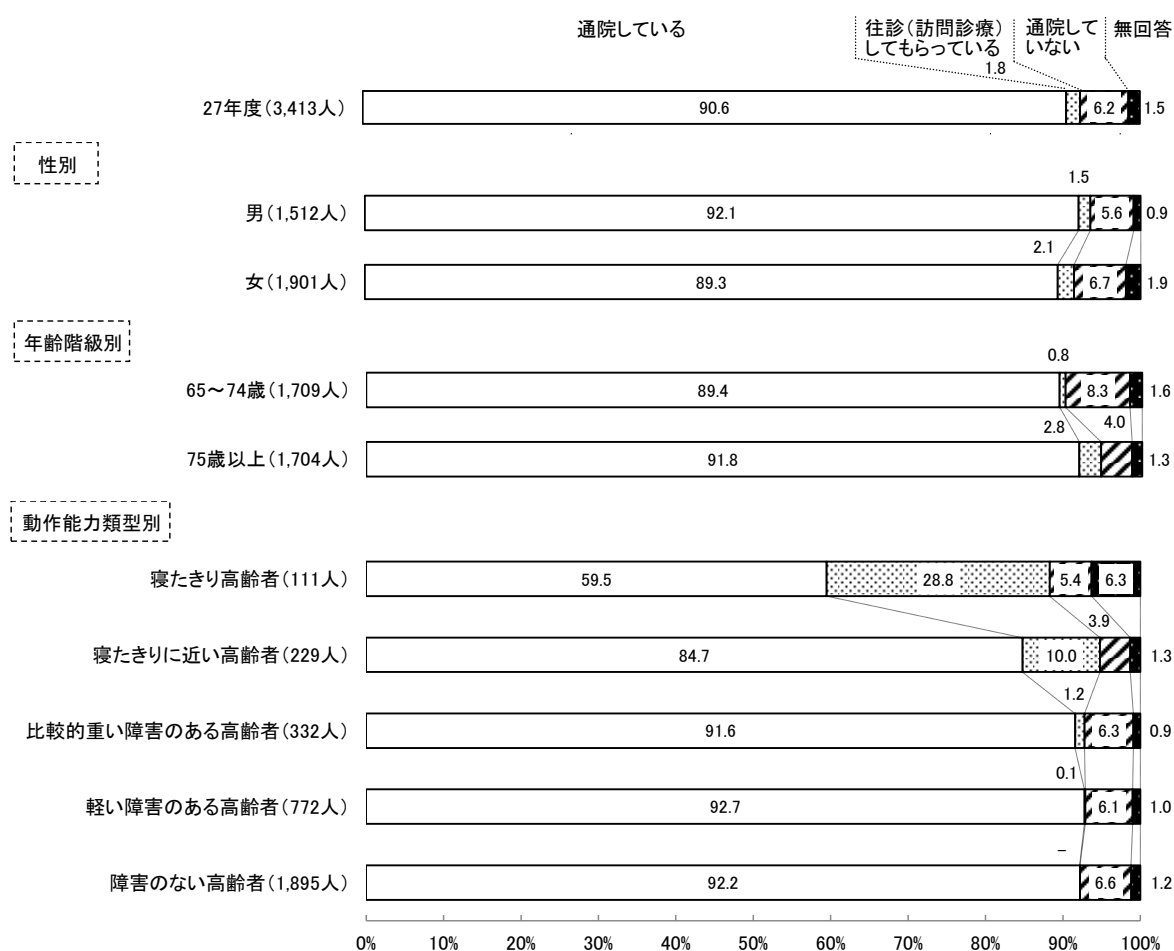 通院している
往診（訪問診療）
してもらっている
通院して
いない
無回答
1.8
27年度（3,413人） 90.6 6.2 1.5
性別
1.5
男（1,512人） 92.1 5.6 0.9
2.1
女（1,901人） 89.3 6.7 1.9
年齢階級別
0.8
65～74歳（1,709人） 89.4 8.3 1.6
2.8 4.0
75歳以上（1,704人） 91.8 1.3
動作能力類型別
寝たきり高齢者（111人） 59.5 28.8 5.4 6.3
3.9
寝たきりに近い高齢者（229人） 84.7 10.0 1.3
1.2
比較的重い障害のある高齢者（332人） 91.6 6.3 0.9
0.1
軽い障害のある高齢者（772人） 92.7 6.1 1.0
－
障害のない高齢者（1,895人） 92.2 6.6 1.2
0% 10% 20% 30% 40% 50% 60% 70% 80% 90% 100%